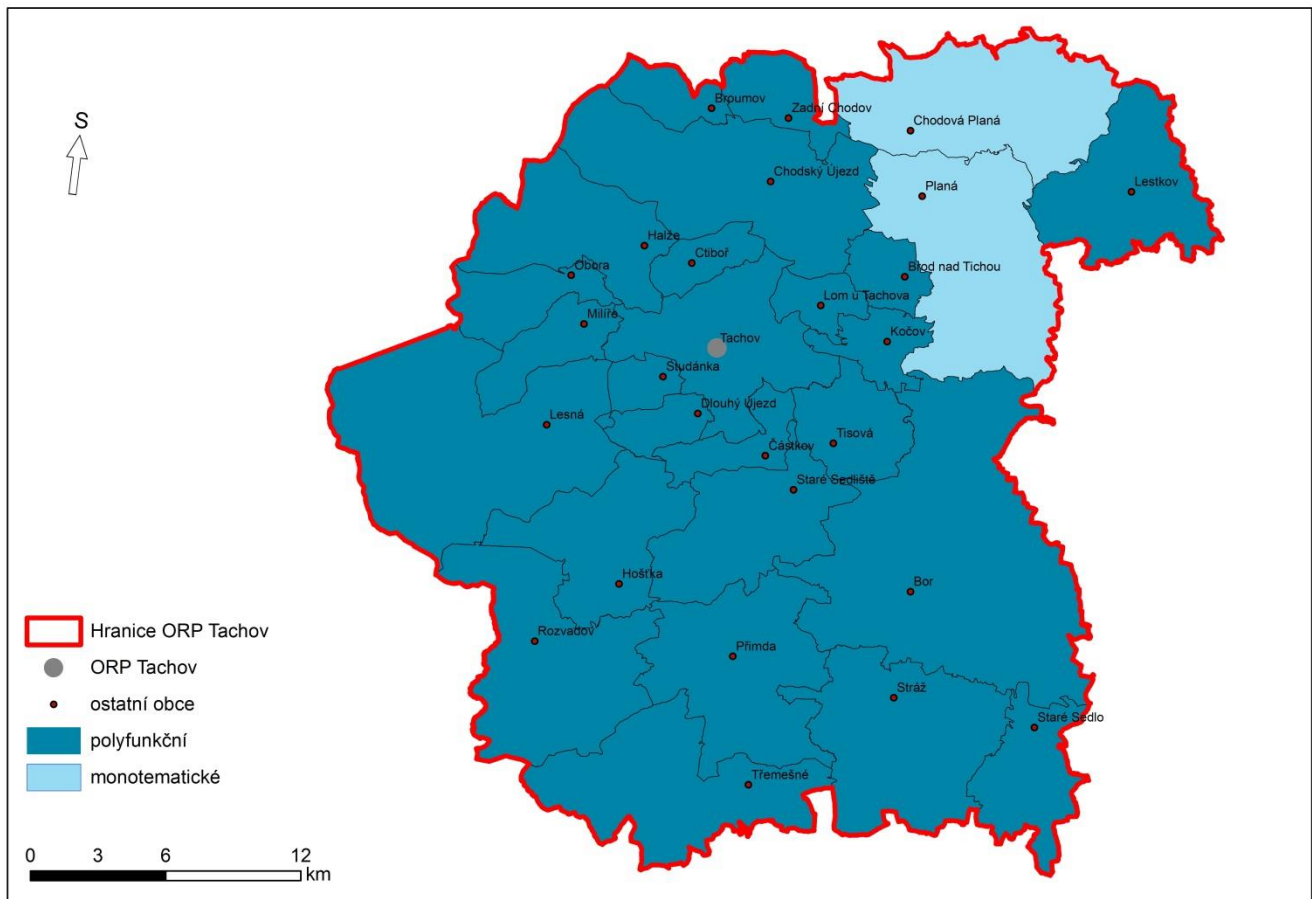 S
Broumov
Zadní Chodov
Chodová Planá
Chodský Újezd
Planá
Lestkov
Halže
Ctiboř
Obora
Brod nad Tichou
Lom u Tachova
Milíře
Tachov
Kočov
Studánka
Dlouhý Újezd
Lesná
Tisová
Částkov
Staré Sedliště
Hošťka
Bor
Rozvadov
Přimda
Stráž
Staré Sedlo
Třemešné
Hranice ORP Tachov
ORP Tachov
ostatní obce
polyfunkční
monotematické
0 3 6 12
km